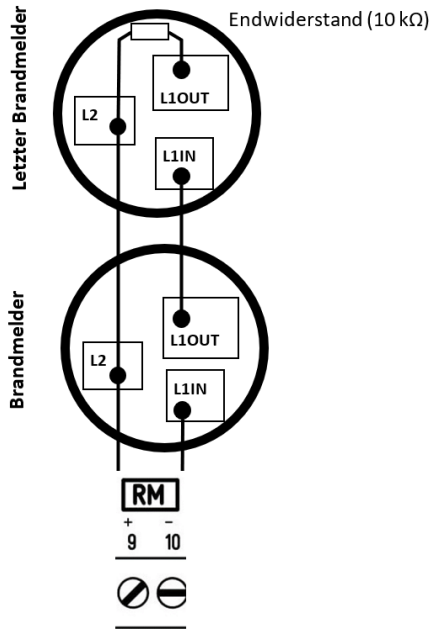 Endwiderstand (10 kΩ)
Letzter Brandmelder
L1OUT
L2
L1IN
Brandmelder
L1OUT
L2
L1IN
RM
+ −
9 10